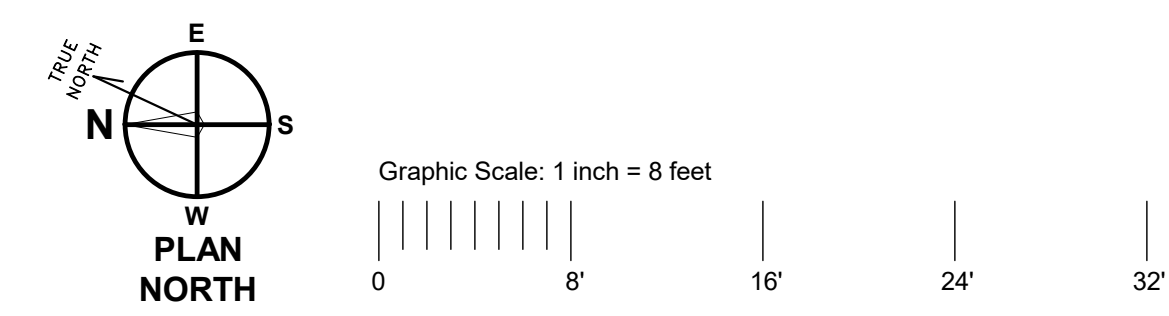 E
TRUE
NORTH
N
S
W
PLAN
NORTH
Graphic Scale: 1 inch = 8 feet
0 8' 16' 24' 32'